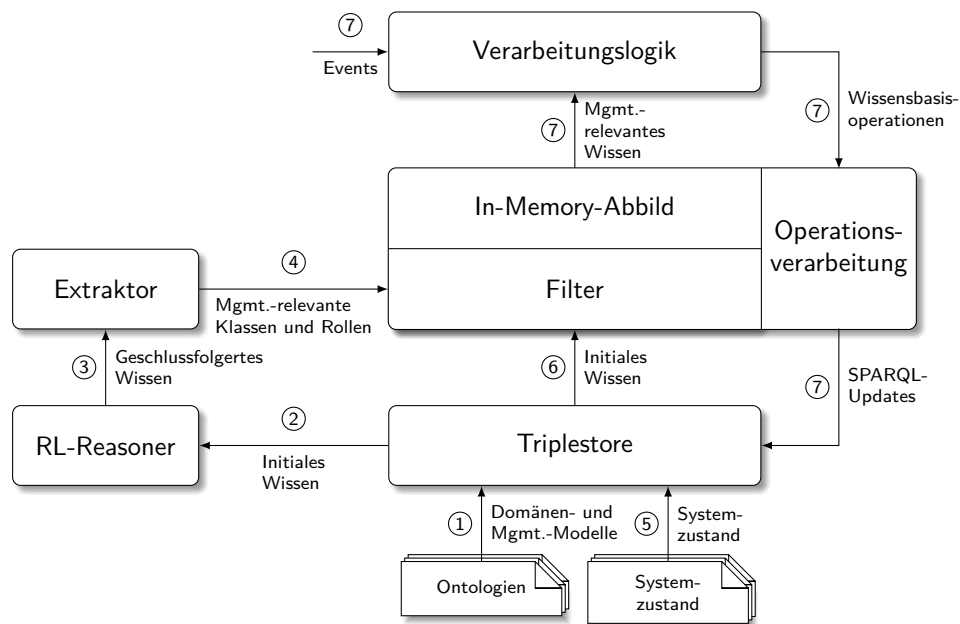 7
Events
Verarbeitungslogik
7
Mgmt.-
relevantes
Wissen
7
Wissensbasis-
operationen
In-Memory-Abbild
Filter
Operations-
verarbeitung
Extraktor
4
Mgmt.-relevante
Klassen und Rollen
3
Geschlussfolgertes
Wissen
6
Initiales
Wissen
7
SPARQL-
Updates
RL-Reasoner
2
Initiales
Wissen
Triplestore
1
Domänen- und
Mgmt.-Modelle
5
System-
zustand
Ontologien
System-
zustand